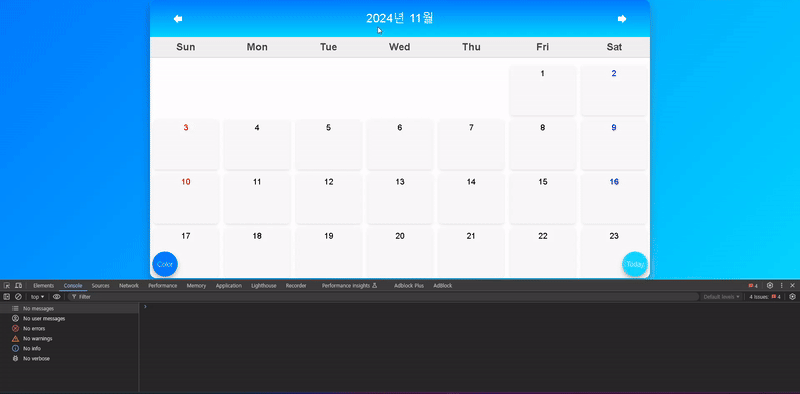 2024년 11월
Sun Mon Tue Wed Thu Fri Sat
1 2
3 4 5 6 7 8 9
10 11 12 13 14 15 16
17 18 19 20 21 22 23
Color Today
Elements Console Sources Network Performance Memory Application Lighthouse Recorder Performance Insights Adblock Plus AdBlock 4
top Filter Default levels 4 Issues: 4
No messages
No user messages
No errors
No warnings
No info
No verbose